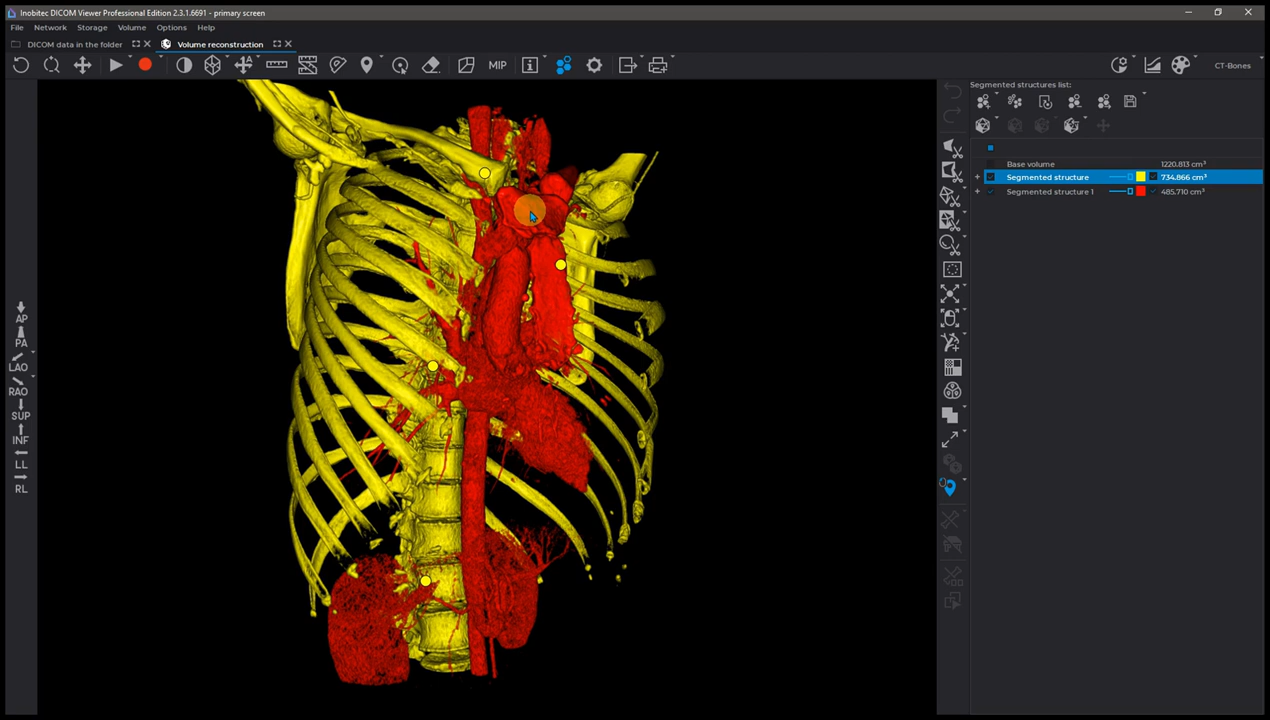 Inobitec DICOM Viewer Professional Edition 2.3.1.6691 - primary screen
File Network Storage Volume Options Help
DICOM data in the folder Volume reconstruction
MIP CT-Bones
Segmented structures list:
Base volume 1220.813 cm³
Segmented structure 734.866 cm³
Segmented structure 1 485.710 cm³
AP
PA
LAO
RAO
SUP
INF
LL
RL